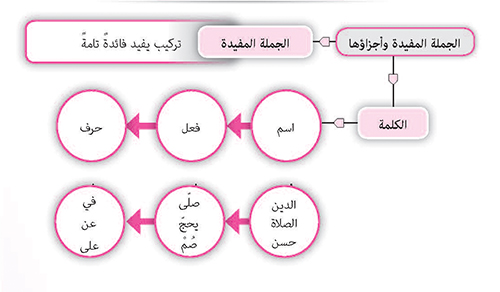 الجملة المفيدة وأجزاؤها
الجملة المفيدة
تركيب يفيد فائدةً تامةً
الكلمة
اسم
فعل
حرف
الدين
الصلاة
حسن
صلّى
يحجّ
صُمْ
في
عن
على